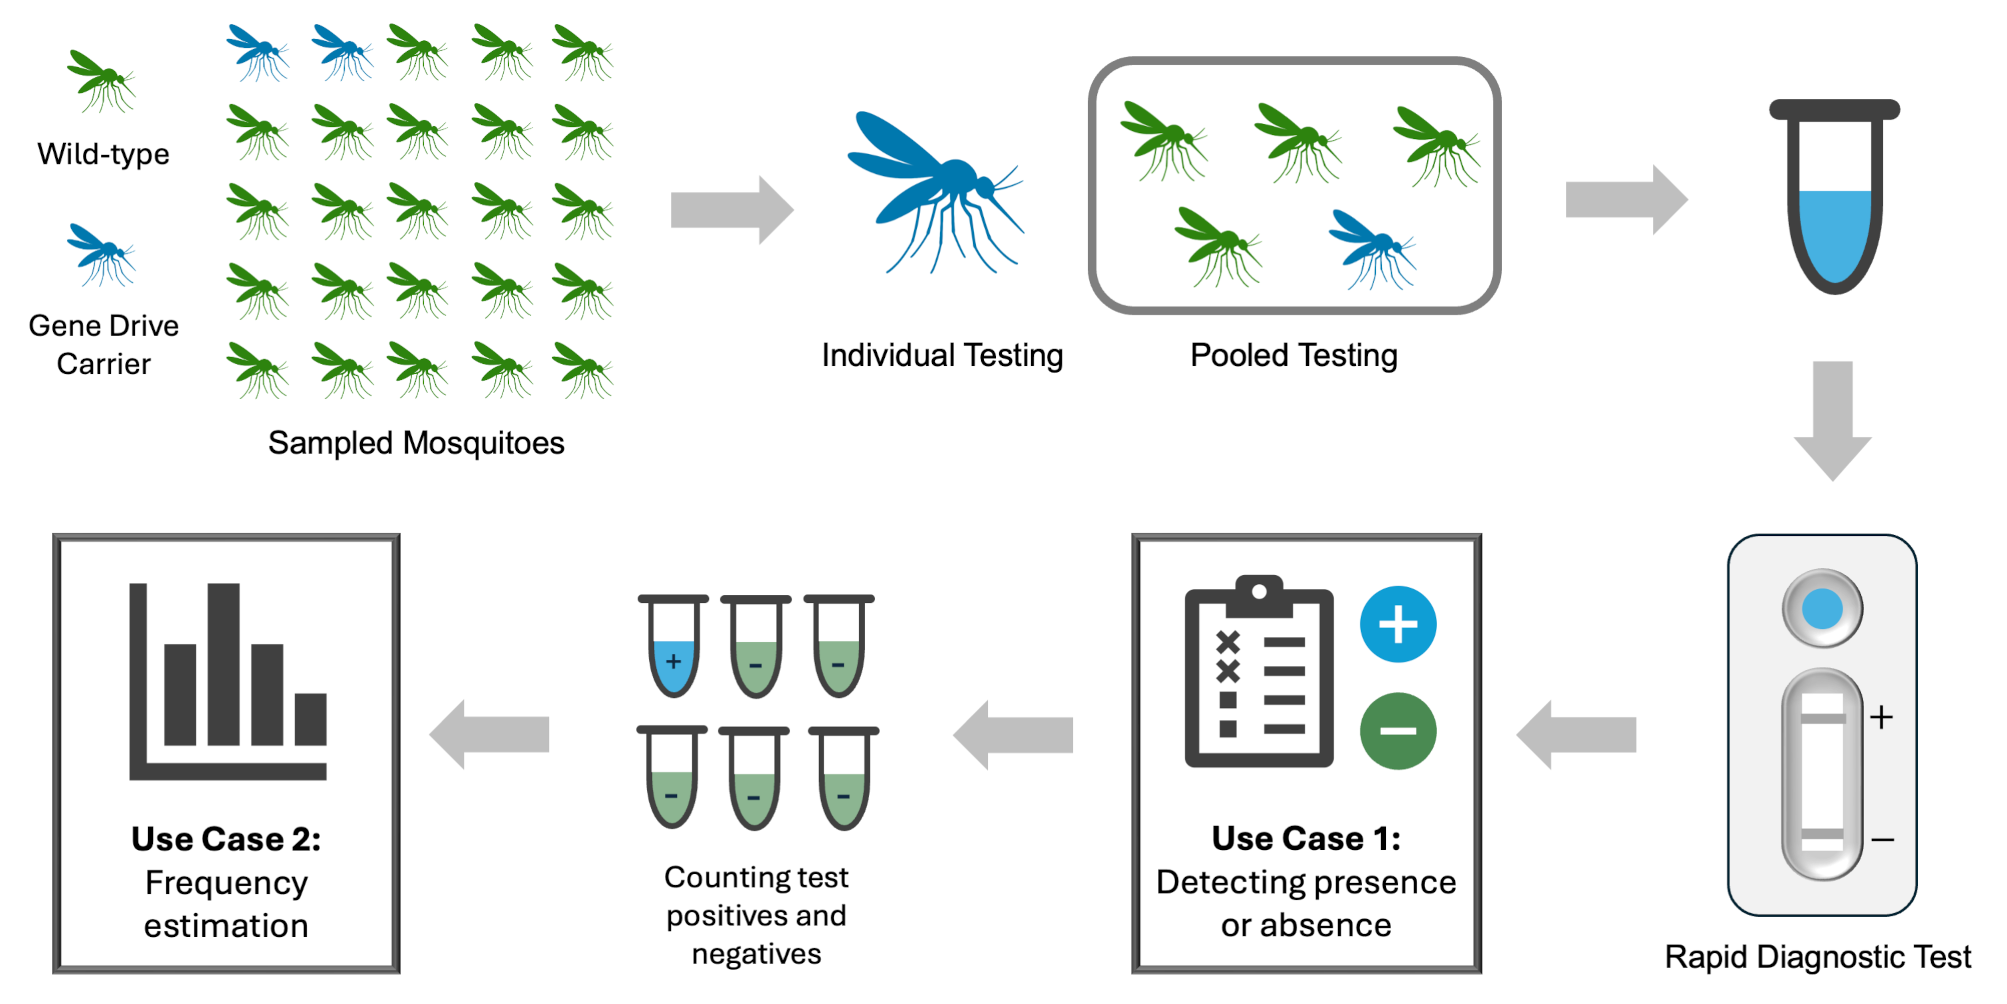 Wild-type
Gene Drive
Carrier
Sampled Mosquitoes
Individual Testing
Pooled Testing
+
−
Rapid Diagnostic Test
+
−
Use Case 1:
Detecting presence
or absence
+
-
-
-
-
-
Counting test
positives and
negatives
Use Case 2:
Frequency
estimation